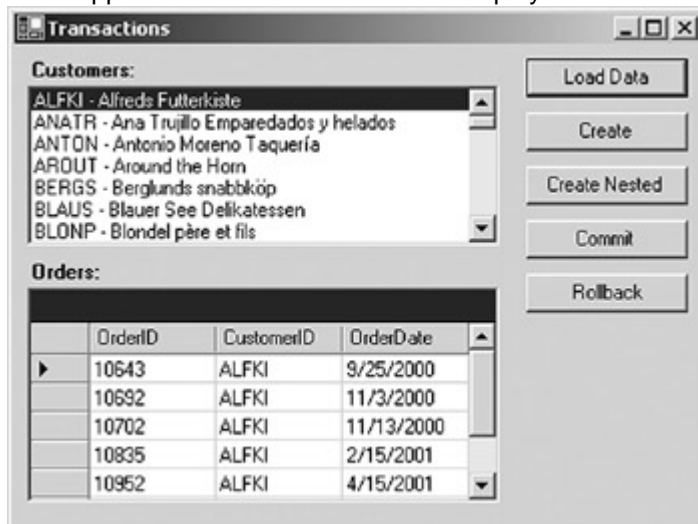 Transactions
Customers:
Load Data
ALFKI - Alfreds Futterkiste
ANATR - Ana Trujillo Emparedados y helados
ANTON - Antonio Moreno Taquería
AROUT - Around the Horn
BERGS - Berglunds snabbköp
BLAUS - Blauer See Delikatessen
BLONP - Blondel père et fils
Create
Create Nested
Commit
Rollback
Orders:
OrderID CustomerID OrderDate
10643 ALFKI 9/25/2000
10692 ALFKI 11/3/2000
10702 ALFKI 11/13/2000
10835 ALFKI 2/15/2001
10952 ALFKI 4/15/2001